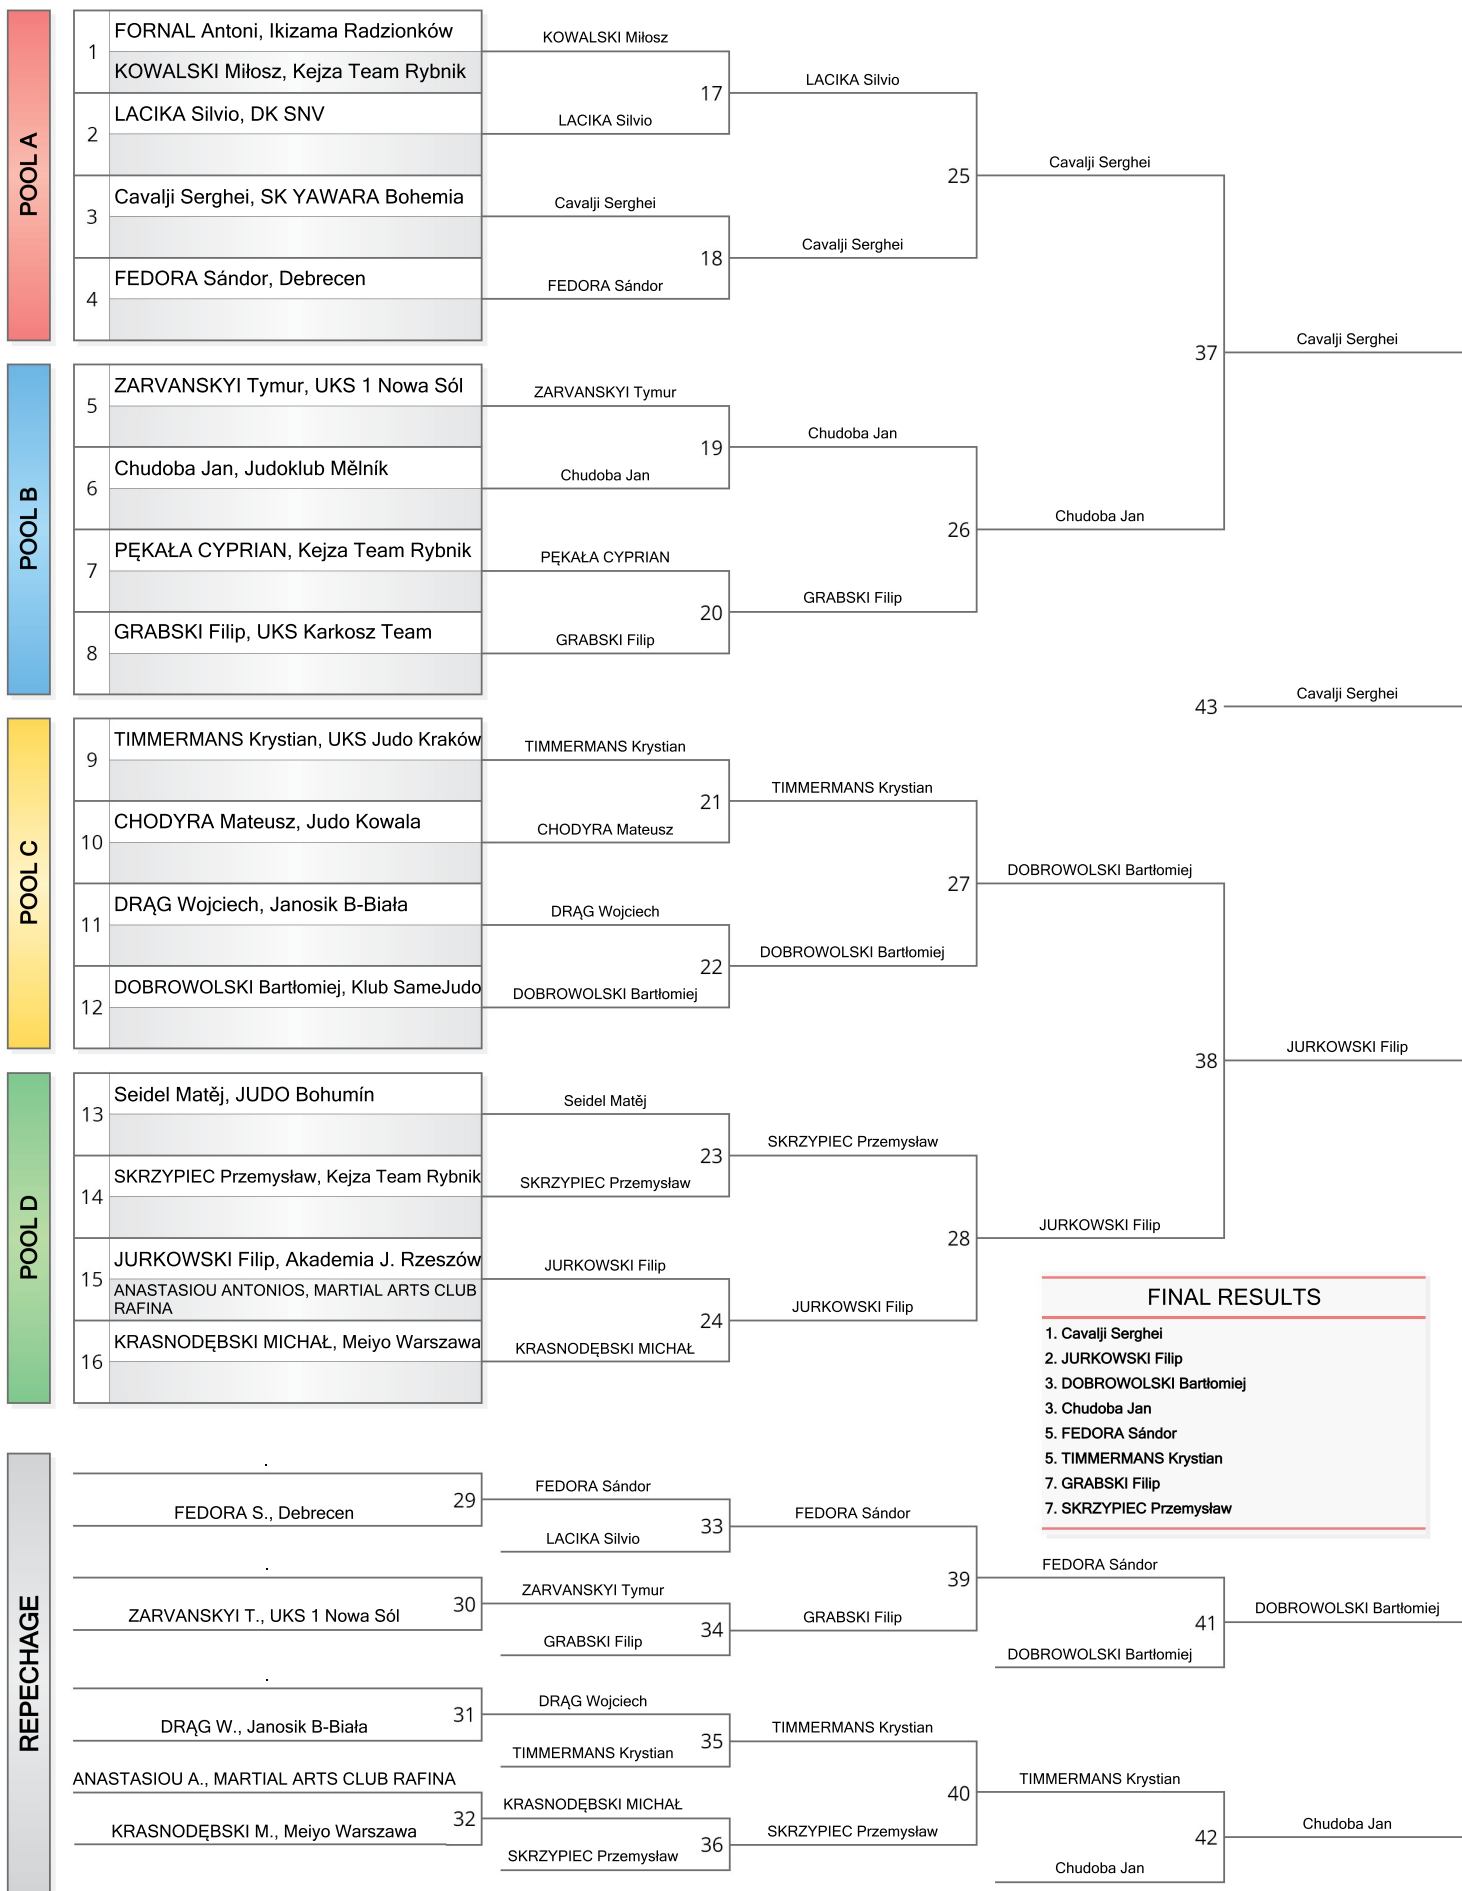 POOL A
1
FORNAL Antoni, Ikizama Radzionków
KOWALSKI Miłosz, Kejza Team Rybnik
2
LACIKA Silvio, DK SNV
3
Cavalji Serghei, SK YAWARA Bohemia
4
FEDORA Sándor, Debrecen
KOWALSKI Miłosz
17
LACIKA Silvio
Cavalji Serghei
18
FEDORA Sándor
LACIKA Silvio
25
Cavalji Serghei
Cavalji Serghei
POOL B
5
ZARVANSKYI Tymur, UKS 1 Nowa Sól
6
Chudoba Jan, Judoklub Mělník
7
PĘKAŁA CYPRIAN, Kejza Team Rybnik
8
GRABSKI Filip, UKS Karkosz Team
ZARVANSKYI Tymur
19
Chudoba Jan
PĘKAŁA CYPRIAN
20
GRABSKI Filip
Chudoba Jan
26
GRABSKI Filip
Chudoba Jan
37
Cavalji Serghei
43
Cavalji Serghei
POOL C
9
TIMMERMANS Krystian, UKS Judo Kraków
10
CHODYRA Mateusz, Judo Kowala
11
DRĄG Wojciech, Janosik B-Biała
12
DOBROWOLSKI Bartłomiej, Klub SameJudo
TIMMERMANS Krystian
21
CHODYRA Mateusz
DRĄG Wojciech
22
DOBROWOLSKI Bartłomiej
TIMMERMANS Krystian
27
DOBROWOLSKI Bartłomiej
DOBROWOLSKI Bartłomiej
POOL D
13
Seidel Matěj, JUDO Bohumín
14
SKRZYPIEC Przemysław, Kejza Team Rybnik
15
JURKOWSKI Filip, Akademia J. Rzeszów
ANASTASIOU ANTONIOS, MARTIAL ARTS CLUB
RAFINA
16
KRASNODĘBSKI MICHAŁ, Meiyo Warszawa
Seidel Matěj
23
SKRZYPIEC Przemysław
JURKOWSKI Filip
24
KRASNODĘBSKI MICHAŁ
SKRZYPIEC Przemysław
28
JURKOWSKI Filip
JURKOWSKI Filip
38
JURKOWSKI Filip
FINAL RESULTS
1. Cavalji Serghei
2. JURKOWSKI Filip
3. DOBROWOLSKI Bartłomiej
3. Chudoba Jan
5. FEDORA Sándor
5. TIMMERMANS Krystian
7. GRABSKI Filip
7. SKRZYPIEC Przemysław
REPECHAGE
.
29
FEDORA S., Debrecen
.
30
ZARVANSKYI T., UKS 1 Nowa Sól
.
31
DRĄG W., Janosik B-Biała
ANASTASIOU A., MARTIAL ARTS CLUB RAFINA
32
KRASNODĘBSKI M., Meiyo Warszawa
FEDORA Sándor
33
LACIKA Silvio
ZARVANSKYI Tymur
34
GRABSKI Filip
DRĄG Wojciech
35
TIMMERMANS Krystian
KRASNODĘBSKI MICHAŁ
36
SKRZYPIEC Przemysław
FEDORA Sándor
39
GRABSKI Filip
TIMMERMANS Krystian
40
SKRZYPIEC Przemysław
FEDORA Sándor
41
DOBROWOLSKI Bartłomiej
DOBROWOLSKI Bartłomiej
TIMMERMANS Krystian
42
Chudoba Jan
Chudoba Jan